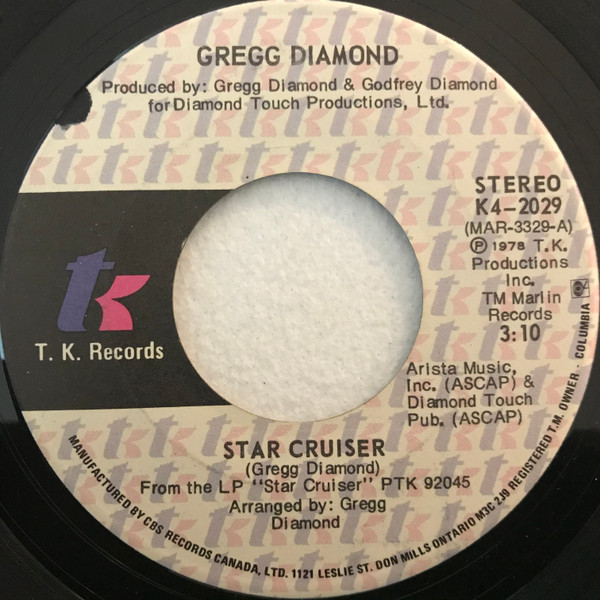 GREGG DIAMOND
Produced by: Gregg Diamond & Godfrey Diamond
for Diamond Touch Productions, Ltd.
STEREO
K4-2029
(MAR-3329-A)
Ⓟ 1978 T. K.
Productions
Inc.
TM Marlin
Records
3:10
tk
T. K. Records
Arista Music,
Inc. (ASCAP) &
Diamond Touch
Pub. (ASCAP)
STAR CRUISER
(Gregg Diamond)
From the LP "Star Cruiser" PTK 92045
Arranged by: Gregg
Diamond
MANUFACTURED BY CBS RECORDS CANADA, LTD. 1121 LESLIE ST. DON MILLS ONTARIO M3C 2J9 REGISTERED T.M. OWNER - COLUMBIA